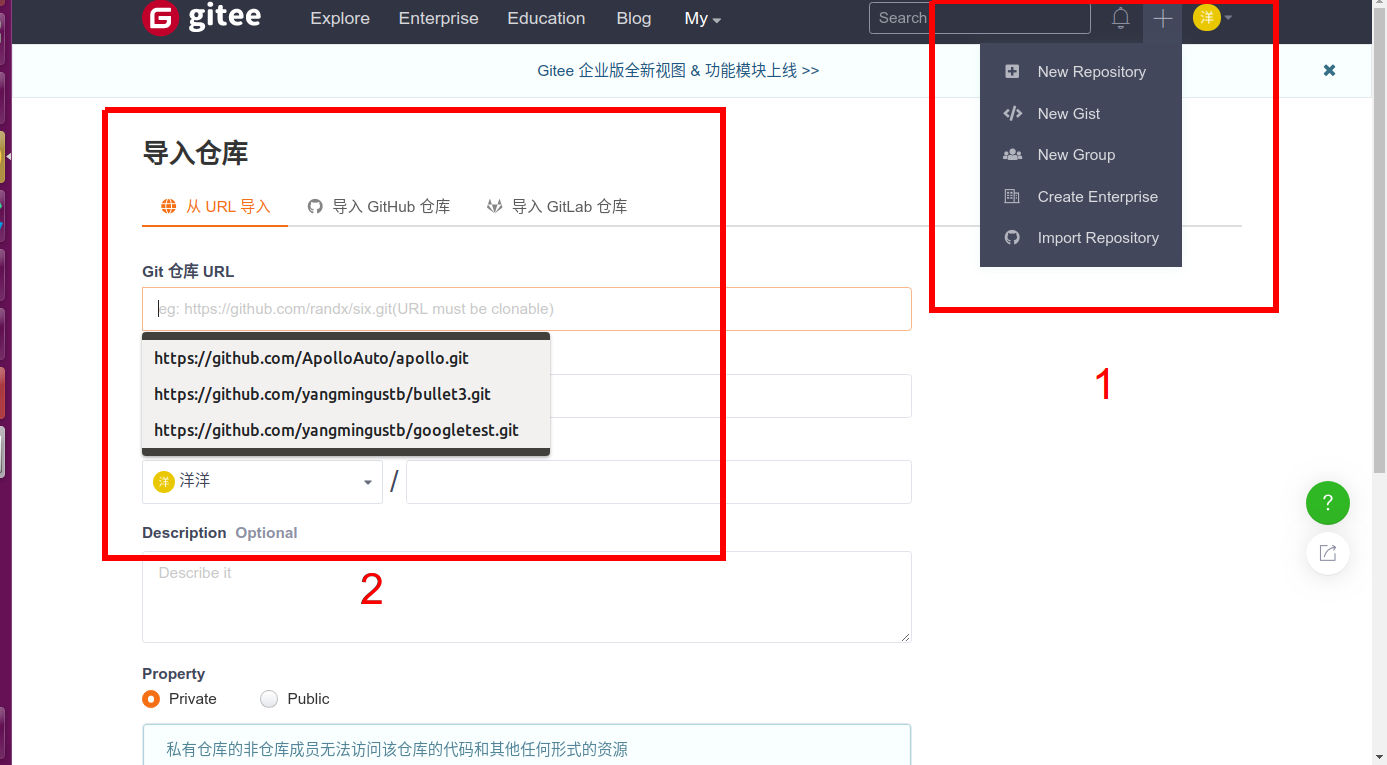 gitee Explore Enterprise Education Blog My Search 洋
Gitee 企业版全新视图 & 功能模块上线 >>
New Repository
New Gist
New Group
Create Enterprise
Import Repository
1
导入仓库
从 URL 导入 导入 GitHub 仓库 导入 GitLab 仓库
Git 仓库 URL
eg: https://github.com/randx/six.git(URL must be clonable)
https://github.com/ApolloAuto/apollo.git
https://github.com/yangmingustb/bullet3.git
https://github.com/yangmingustb/googletest.git
洋 洋洋 /
Description Optional
Describe it
2
Property
Private Public
私有仓库的非仓库成员无法访问该仓库的代码和其他任何形式的资源
?